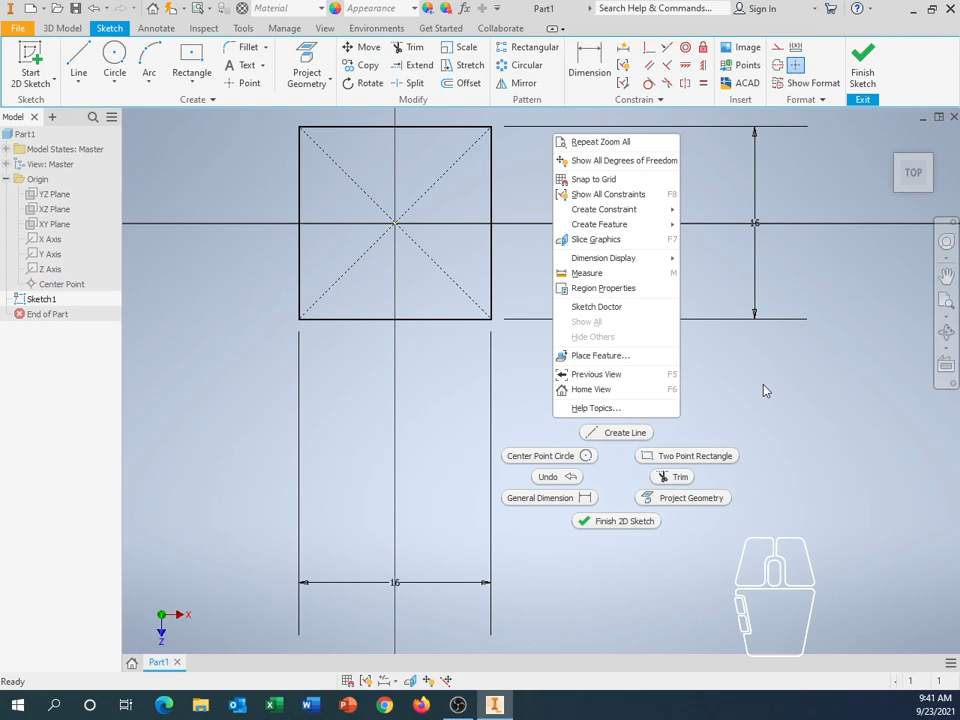 Material
Appearance
Part1
Search Help & Commands...
Sign In
File
3D Model
Sketch
Annotate
Inspect
Tools
Manage
View
Environments
Get Started
Collaborate
Start
2D Sketch
Line
Circle
Arc
Rectangle
Fillet
Text
Point
Project
Geometry
Move
Copy
Rotate
Trim
Extend
Split
Scale
Stretch
Offset
Rectangular
Circular
Mirror
Dimension
Image
Points
ACAD
Show Format
Finish
Sketch
Sketch
Create
Modify
Pattern
Constrain
Insert
Format
Exit
Model
Part1
Model States: Master
View: Master
Origin
YZ Plane
XZ Plane
XY Plane
X Axis
Y Axis
Z Axis
Center Point
Sketch1
End of Part
Repeat Zoom All
Show All Degrees of Freedom
Snap to Grid
Show All Constraints F8
Create Constraint
Create Feature
Slice Graphics F7
Dimension Display
Measure M
Region Properties
Sketch Doctor
Show All
Hide Others
Place Feature...
Previous View F5
Home View F6
Help Topics...
Create Line
Center Point Circle
Two Point Rectangle
Undo
Trim
General Dimension
Project Geometry
Finish 2D Sketch
16
16
TOP
X
Z
Part1
Ready
1 1
9:41 AM
9/23/2021